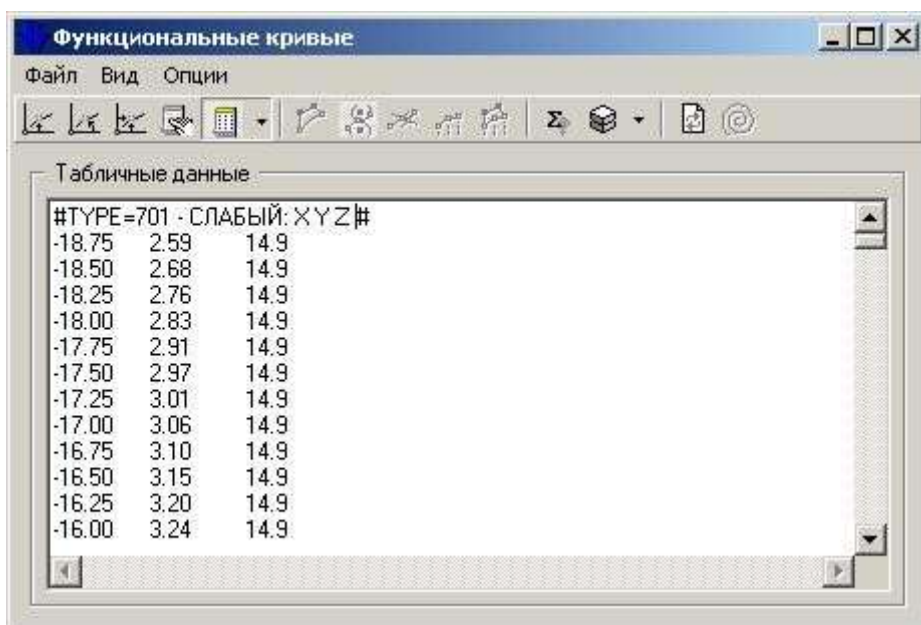 Функциональные кривые
Файл Вид Опции
Табличные данные
#TYPE=701 - СЛАБЫЙ: X Y Z #
-18.75 2.59 14.9
-18.50 2.68 14.9
-18.25 2.76 14.9
-18.00 2.83 14.9
-17.75 2.91 14.9
-17.50 2.97 14.9
-17.25 3.01 14.9
-17.00 3.06 14.9
-16.75 3.10 14.9
-16.50 3.15 14.9
-16.25 3.20 14.9
-16.00 3.24 14.9